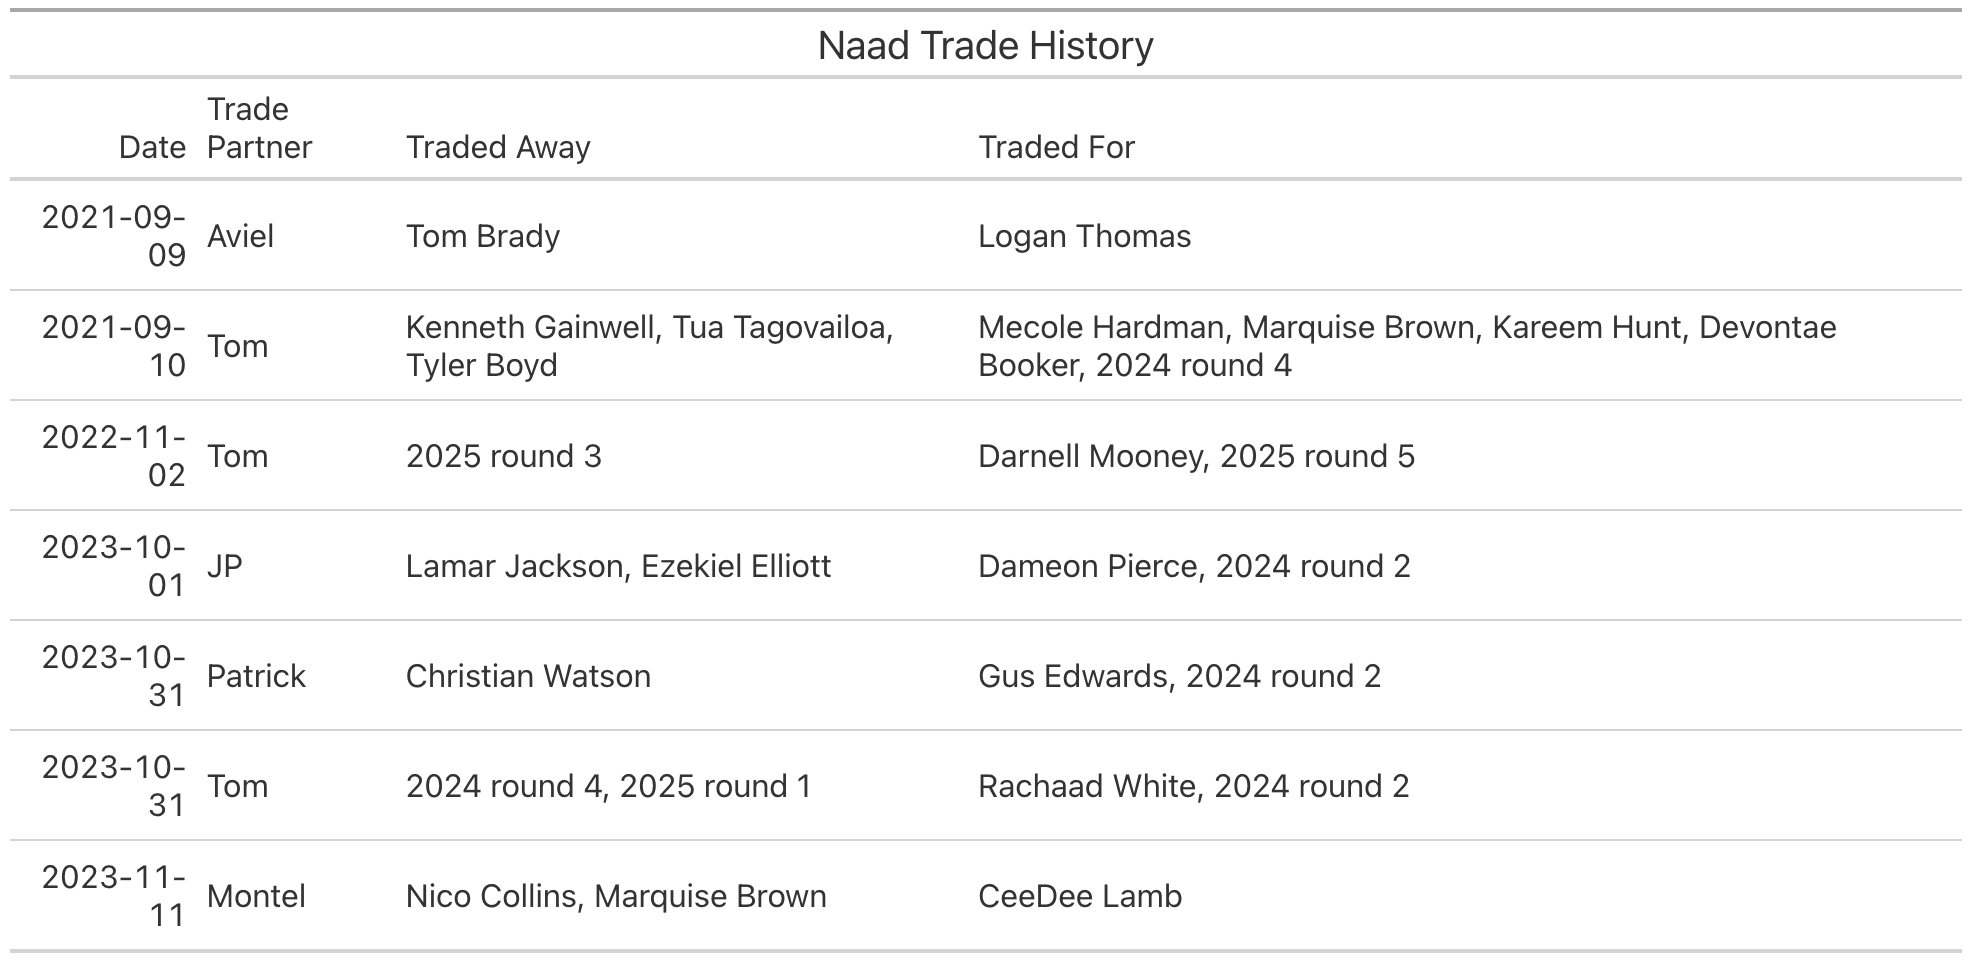 Naad Trade History
Trade
Date Partner Traded Away Traded For
2021-09-
09 Aviel Tom Brady Logan Thomas
2021-09-
10 Tom Kenneth Gainwell, Tua Tagovailoa,
Tyler Boyd Mecole Hardman, Marquise Brown, Kareem Hunt, Devontae
Booker, 2024 round 4
2022-11-
02 Tom 2025 round 3 Darnell Mooney, 2025 round 5
2023-10-
01 JP Lamar Jackson, Ezekiel Elliott Dameon Pierce, 2024 round 2
2023-10-
31 Patrick Christian Watson Gus Edwards, 2024 round 2
2023-10-
31 Tom 2024 round 4, 2025 round 1 Rachaad White, 2024 round 2
2023-11-
11 Montel Nico Collins, Marquise Brown CeeDee Lamb